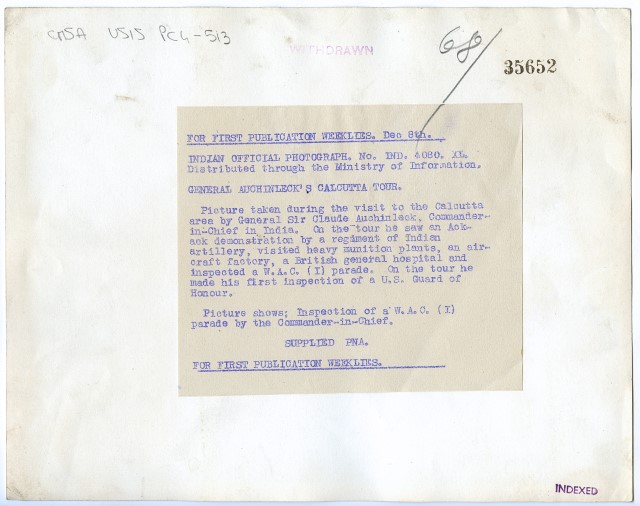 CMSA USIS PC4-513
WITHDRAWN
68/
35652
FOR FIRST PUBLICATION WEEKLIES. Dec 8th.
INDIAN OFFICIAL PHOTOGRAPH. No. IND. 4080. XL.
Distributed through the Ministry of Information.
GENERAL AUCHINLECK'S CALCUTTA TOUR.
Picture taken during the visit to the Calcutta
area by General Sir Claude Auchinleck, Commander-
in-Chief in India. On the tour he saw an Ack-
ack demonstration by a regiment of Indian
artillery, visited heavy munition plants, an air-
craft factory, a British general hospital and
inspected a W.A.C. (I) parade. On the tour he
made his first inspection of a U.S. Guard of
Honour.
Picture shows; Inspection of a W.A.C. (I)
parade by the Commander-in-Chief.
SUPPLIED PNA.
FOR FIRST PUBLICATION WEEKLIES.
INDEXED